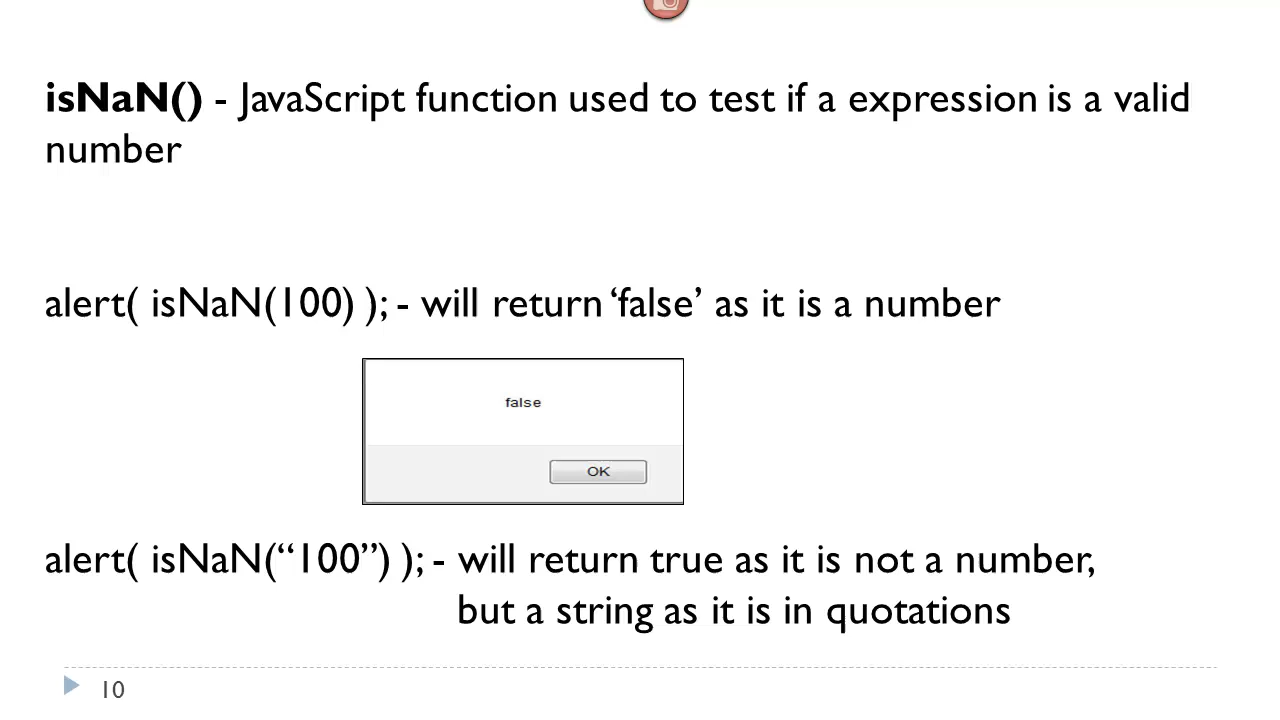 isNaN() - JavaScript function used to test if a expression is a valid
number
alert( isNaN(100) ); - will return ‘false’ as it is a number
false
OK
alert( isNaN(“100”) ); - will return true as it is not a number,
but a string as it is in quotations
10